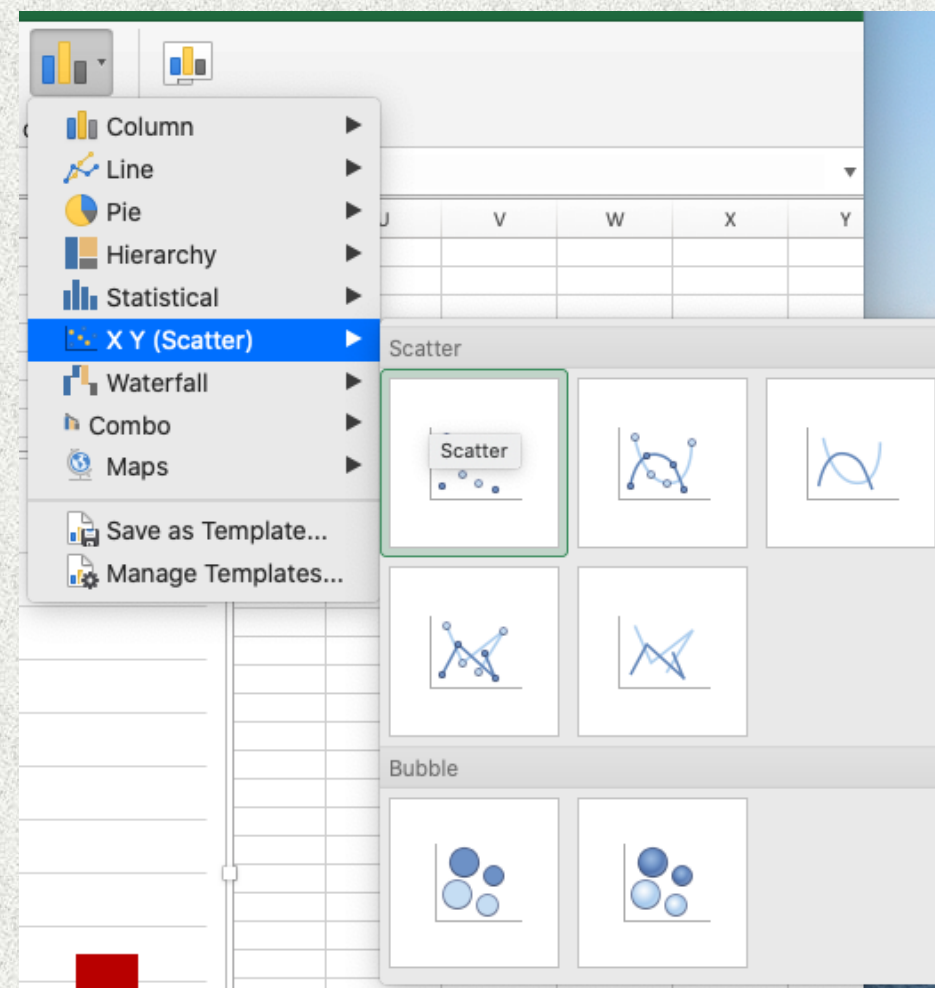 Column
Line
Pie
Hierarchy
Statistical
X Y (Scatter)
Waterfall
Combo
Maps
Save as Template...
Manage Templates...
V W X Y
Scatter
Scatter
Bubble